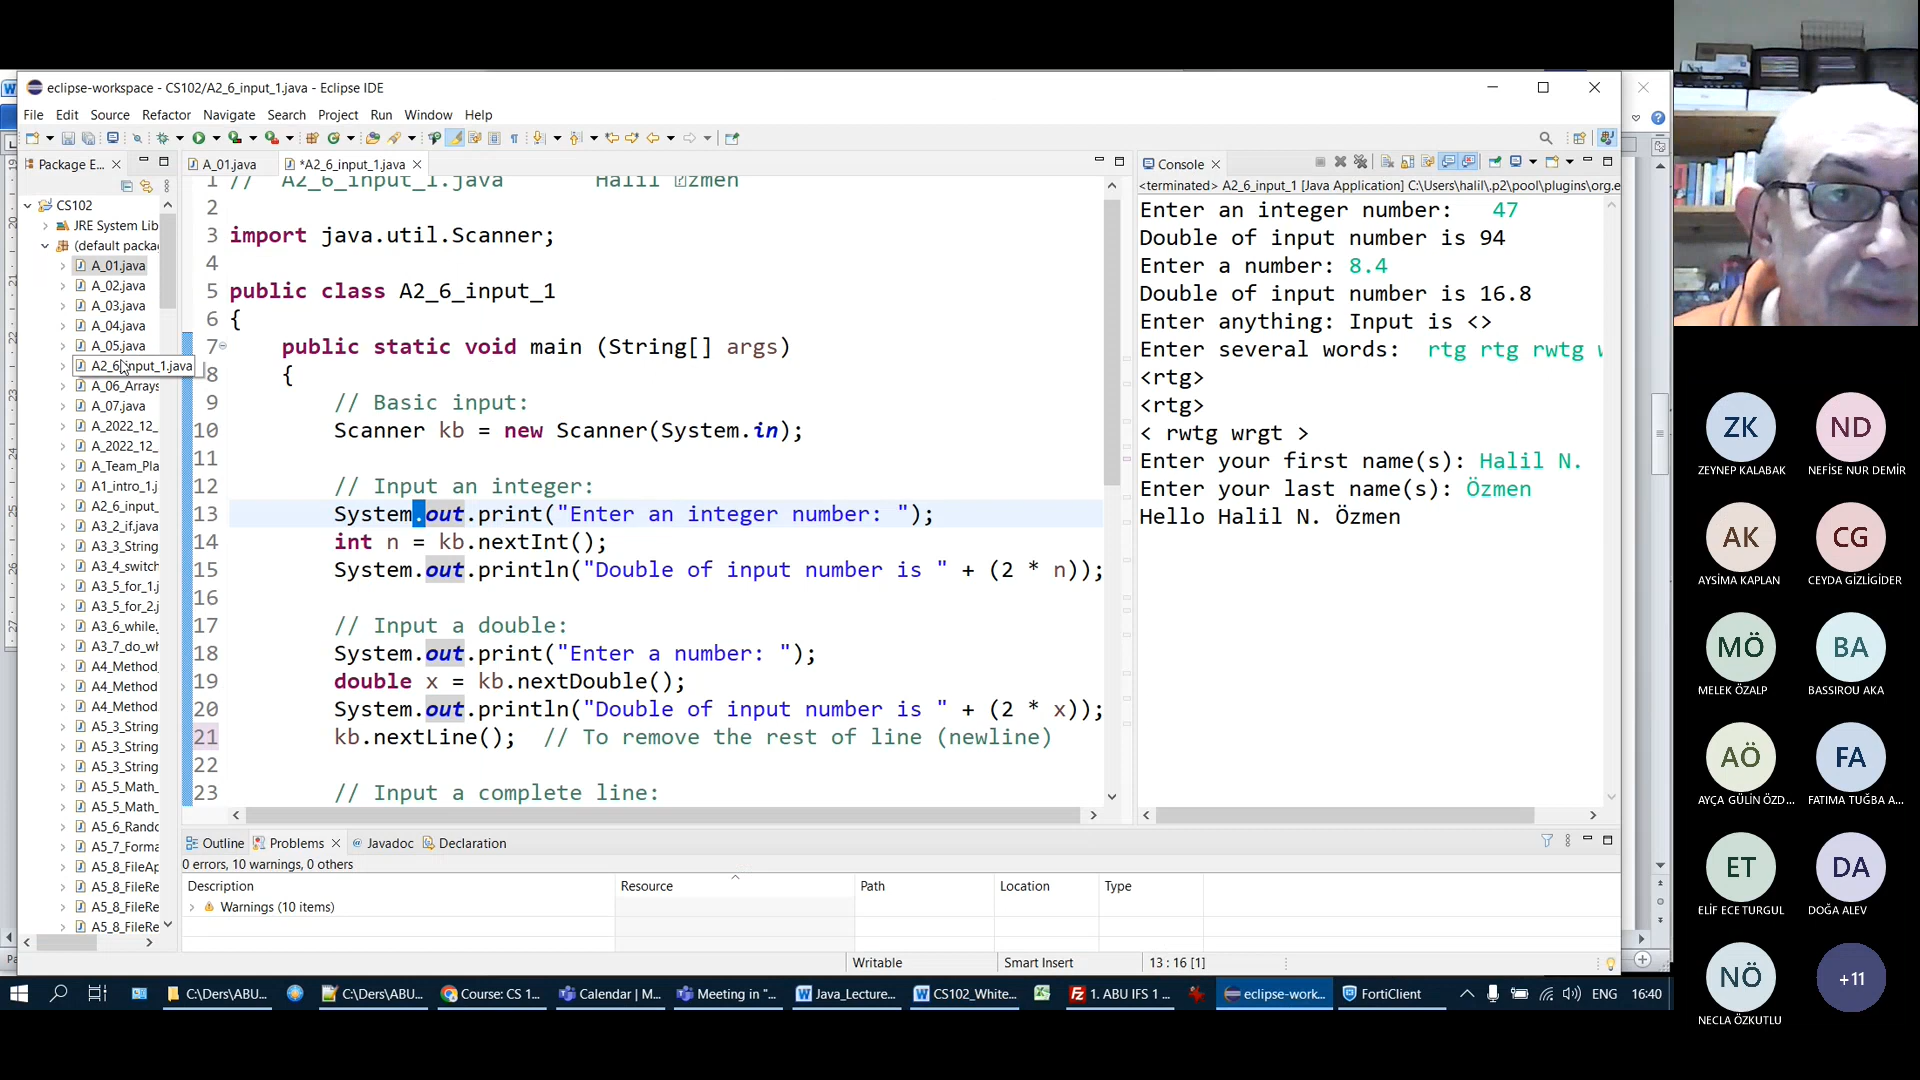 eclipse-workspace - CS102/A2_6_input_1.java - Eclipse IDE
File Edit Source Refactor Navigate Search Project Run Window Help
Package E...
A_01.java
*A2_6_input_1.java
CS102
JRE System Lib
(default packa
A_01.java
A_02.java
A_03.java
A_04.java
A_05.java
A2_6_input_1.java
A_06_Arrays
A_07.java
A_2022_12_
A_2022_12_
A_Team_Pla
A1_intro_1.j
A2_6_input_
A3_2_if.java
A3_3_String
A3_4_switch
A3_5_for_1.j
A3_5_for_2.j
A3_6_while.
A3_7_do_wh
A4_Method_
A4_Method
A4_Method
A5_3_String
A5_3_String
A5_3_String
A5_5_Math_
A5_5_Math_
A5_6_Rando
A5_7_Forma
A5_8_FileAp
A5_8_FileRe
A5_8_FileRe
A5_8_FileRe
1 // A2_6_input_1.java Halil zmen
2
3 import java.util.Scanner;
4
5 public class A2_6_input_1
6 {
7 public static void main (String[] args)
8 {
9 // Basic input:
10 Scanner kb = new Scanner(System.in);
11
12 // Input an integer:
13 System.out.print("Enter an integer number: ");
14 int n = kb.nextInt();
15 System.out.println("Double of input number is " + (2 * n));
16
17 // Input a double:
18 System.out.print("Enter a number: ");
19 double x = kb.nextDouble();
20 System.out.println("Double of input number is " + (2 * x));
21 kb.nextLine(); // To remove the rest of line (newline)
22
23 // Input a complete line:
Console
<terminated> A2_6_input_1 [Java Application] C:\Users\halil\.p2\pool\plugins\org.e
Enter an integer number: 47
Double of input number is 94
Enter a number: 8.4
Double of input number is 16.8
Enter anything: Input is <>
Enter several words: rtg rtg rwtg w
<rtg>
<rtg>
< rwtg wrgt >
Enter your first name(s): Halil N.
Enter your last name(s): Özmen
Hello Halil N. Özmen
Outline Problems @ Javadoc Declaration
0 errors, 10 warnings, 0 others
Description Resource Path Location Type
Warnings (10 items)
Writable Smart Insert 13 : 16 [1]
C:\Ders\ABU... C:\Ders\ABU... Course: CS 1... Calendar | M... Meeting in "... Java_Lecture... CS102_White... 1. ABU IFS 1 ... eclipse-work... FortiClient ENG 16:40
ZK ND
ZEYNEP KALABAK NEFİSE NUR DEMİR
AK CG
AYSİMA KAPLAN CEYDA GİZLİGİDER
MÖ BA
MELEK ÖZALP BASSIROU AKA
AÖ FA
AYÇA GÜLİN ÖZD... FATIMA TUĞBA A...
ET DA
ELİF ECE TURGUL DOĞA ALEV
NÖ +11
NECLA ÖZKUTLU